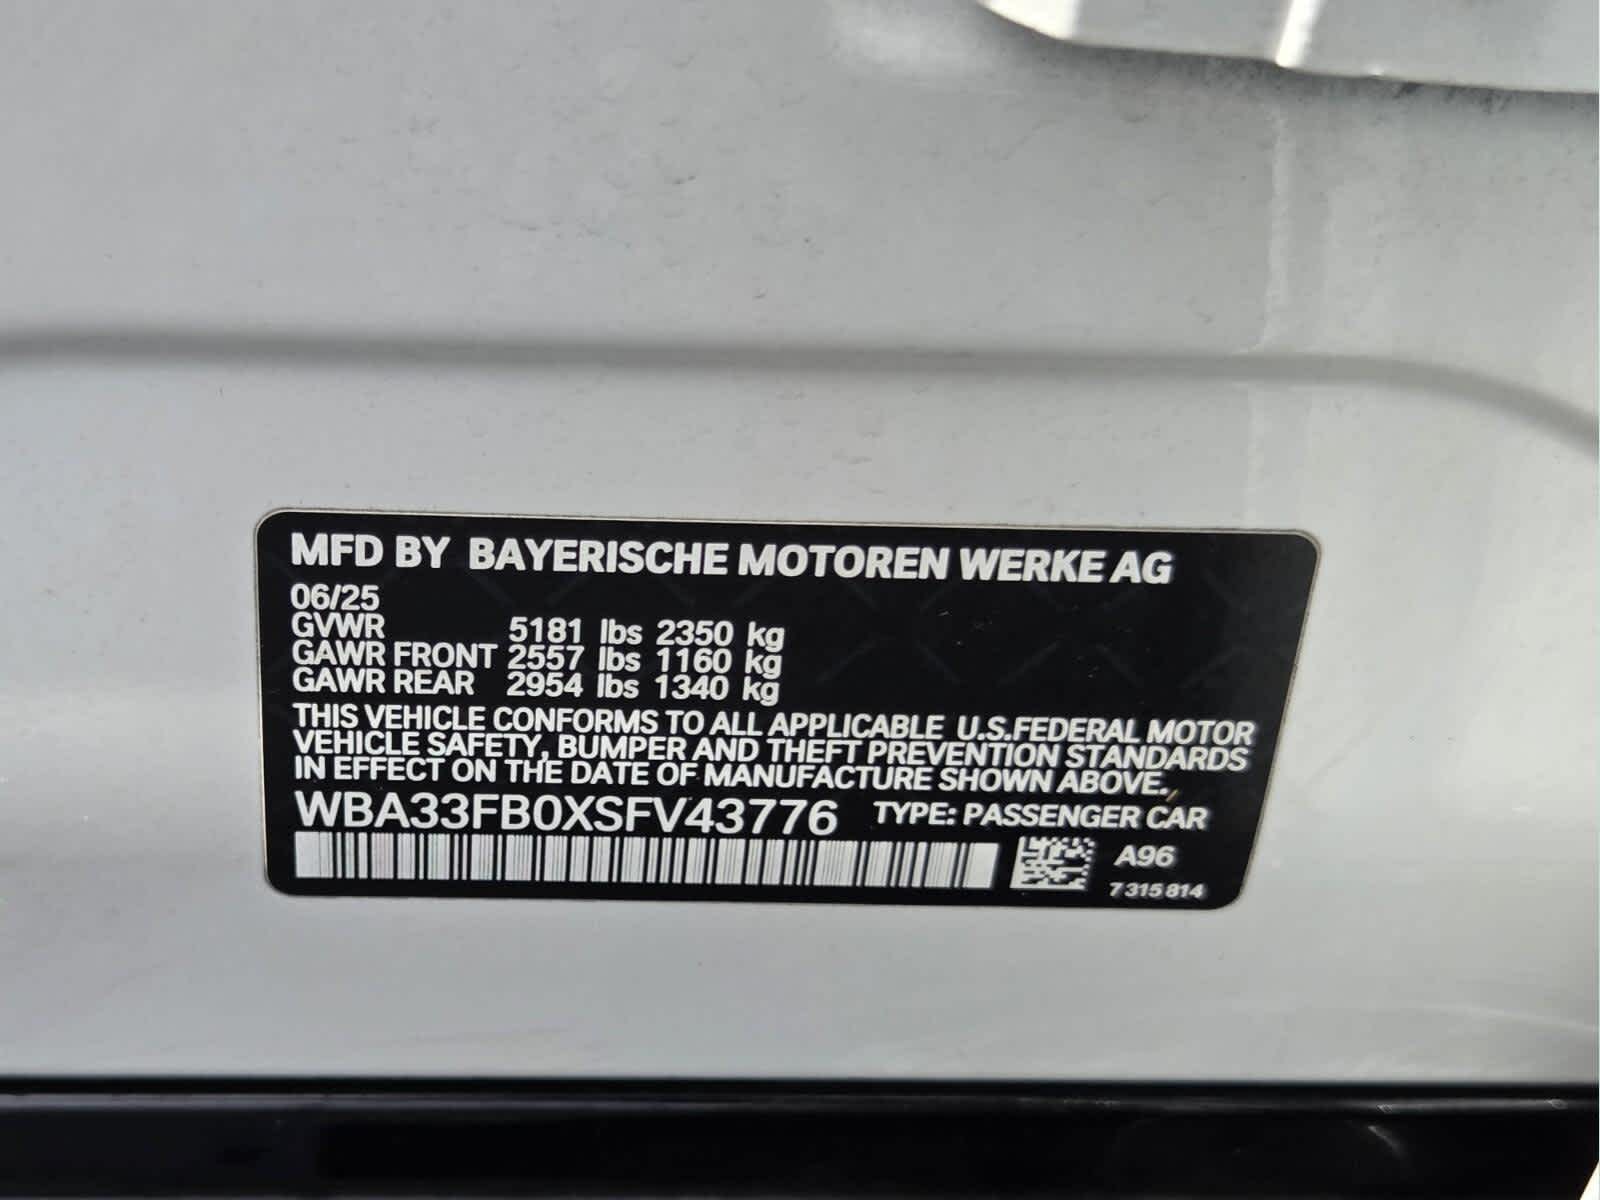 MFD BY BAYERISCHE MOTOREN WERKE AG
06/25
GVWR 5181 lbs 2350 kg
GAWR FRONT 2557 lbs 1160 kg
GAWR REAR 2954 lbs 1340 kg
THIS VEHICLE CONFORMS TO ALL APPLICABLE U.S.FEDERAL MOTOR
VEHICLE SAFETY, BUMPER AND THEFT PREVENTION STANDARDS
IN EFFECT ON THE DATE OF MANUFACTURE SHOWN ABOVE.
WBA33FB0XSFV43776 TYPE: PASSENGER CAR
A96
7 315 814